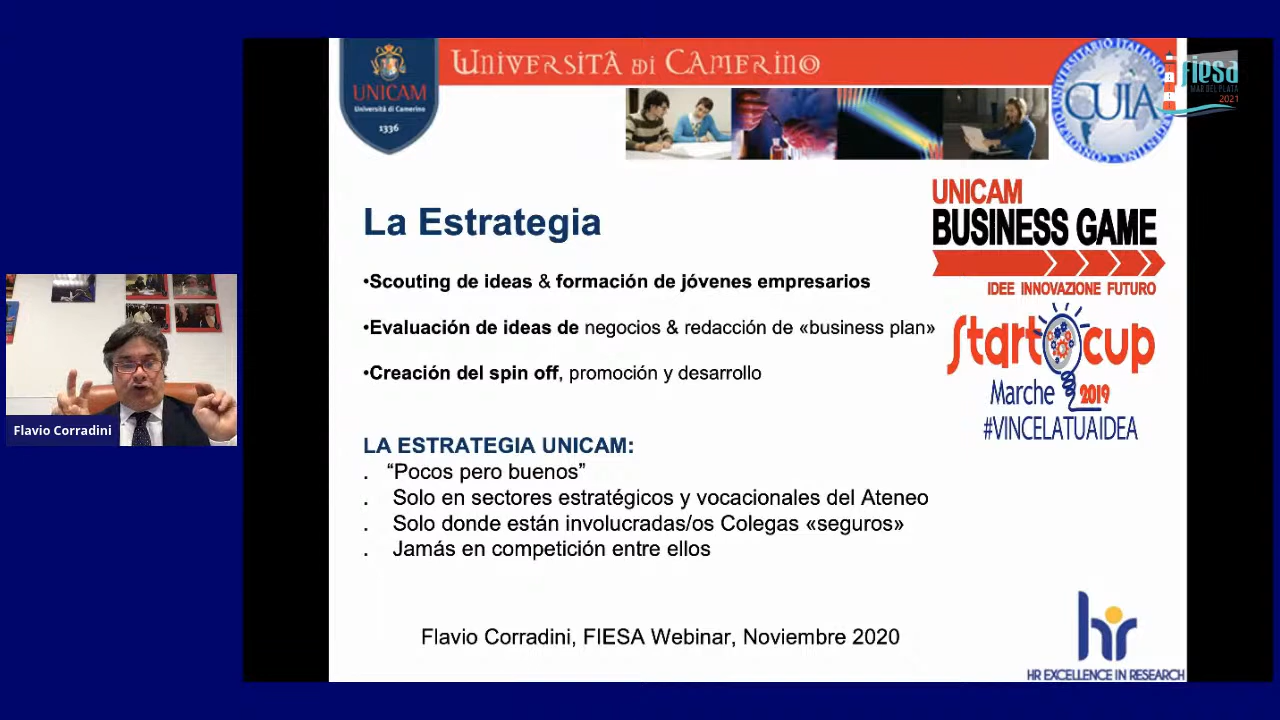 UNICAM
Università di Camerino
1336
Università di Camerino
CUIA
fiesa
MAR DEL PLATA
2021
UNICAM
BUSINESS GAME
IDEE INNOVAZIONE FUTURO
La Estrategia
•Scouting de ideas & formación de jóvenes empresarios
•Evaluación de ideas de negocios & redacción de «business plan»
•Creación del spin off, promoción y desarrollo
Start cup
Marche 2019
#VINCELATUAIDEA
Flavio Corradini
LA ESTRATEGIA UNICAM:
. “Pocos pero buenos”
. Solo en sectores estratégicos y vocacionales del Ateneo
. Solo donde están involucradas/os Colegas «seguros»
. Jamás en competición entre ellos
Flavio Corradini, FIESA Webinar, Noviembre 2020
hr
HR EXCELLENCE IN RESEARCH